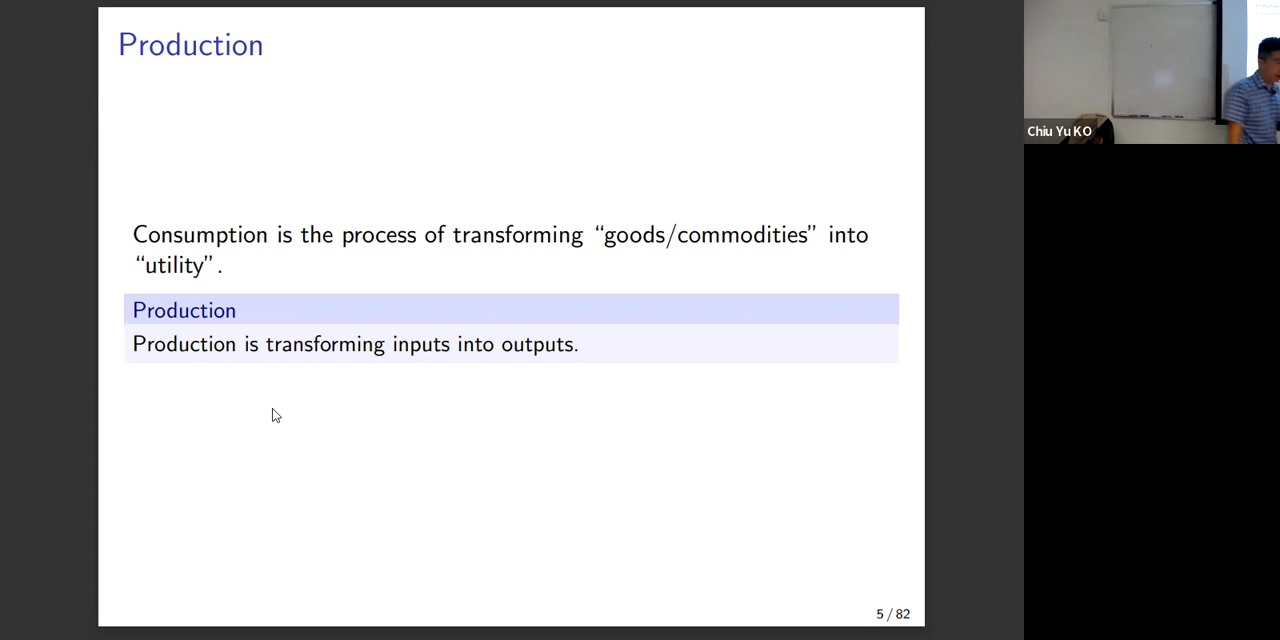 Production
Consumption is the process of transforming “goods/commodities” into
“utility”.
Production
Production is transforming inputs into outputs.
5 / 82
Chiu Yu KO